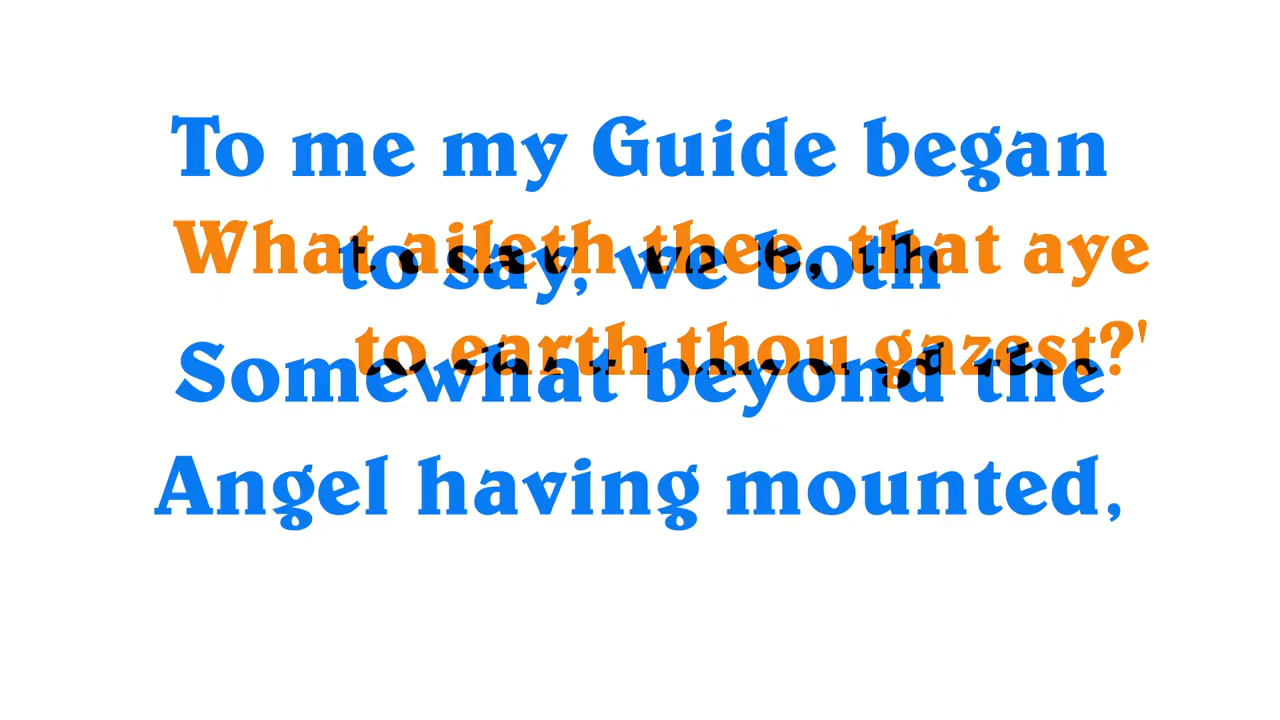 To me my Guide began
What aileth thee, that aye
to say, we both
to earth thou gazest?'
Somewhat beyond the
Angel having mounted,